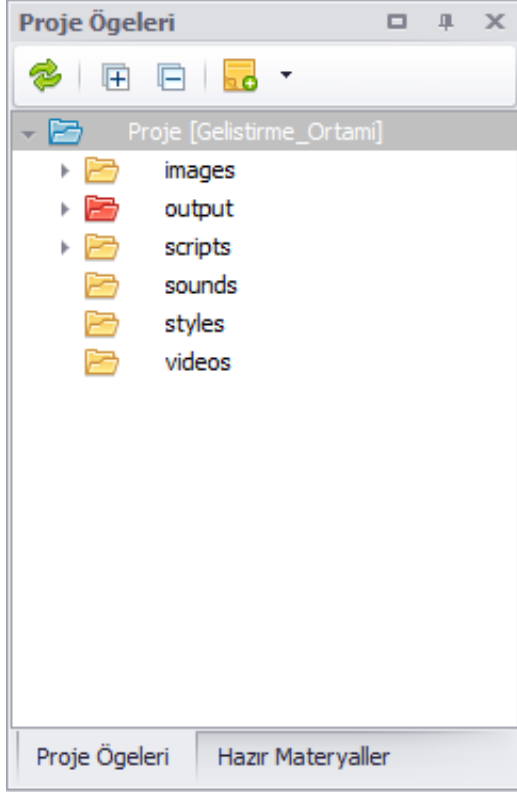 Proje Ögeleri
Proje [Gelistirme_Ortami]
images
output
scripts
sounds
styles
videos
Proje Ögeleri Hazır Materyaller